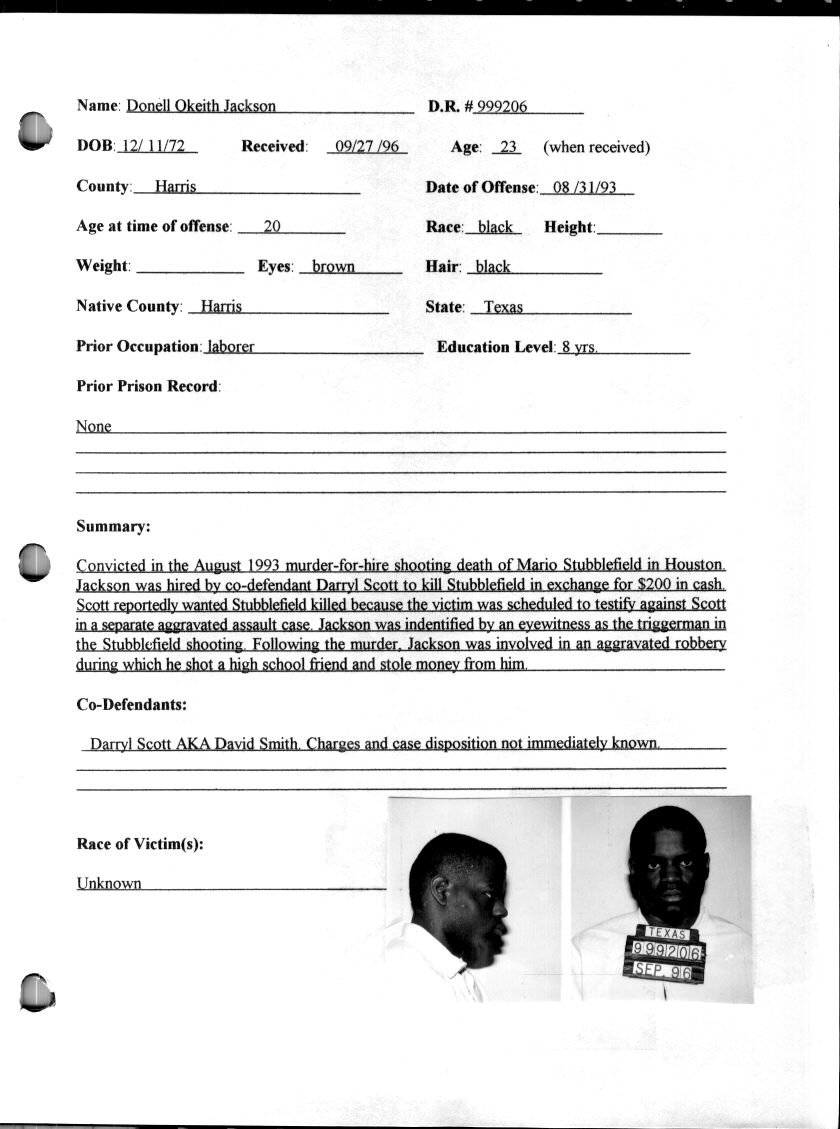 Name: Donell Okeith Jackson D.R. # 999206
DOB: 12/ 11/72 Received: 09/27 /96 Age: 23 (when received)
County: Harris Date of Offense: 08 /31/93
Age at time of offense: 20 Race: black Height:
Weight: Eyes: brown Hair: black
Native County: Harris State: Texas
Prior Occupation: laborer Education Level: 8 yrs.
Prior Prison Record:
None
Summary:
Convicted in the August 1993 murder-for-hire shooting death of Mario Stubblefield in Houston.
Jackson was hired by co-defendant Darryl Scott to kill Stubblefield in exchange for $200 in cash.
Scott reportedly wanted Stubblefield killed because the victim was scheduled to testify against Scott
in a separate aggravated assault case. Jackson was indentified by an eyewitness as the triggerman in
the Stubblefield shooting. Following the murder, Jackson was involved in an aggravated robbery
during which he shot a high school friend and stole money from him.
Co-Defendants:
Darryl Scott AKA David Smith. Charges and case disposition not immediately known.
Race of Victim(s):
Unknown
TEXAS
999206
SEP. 96